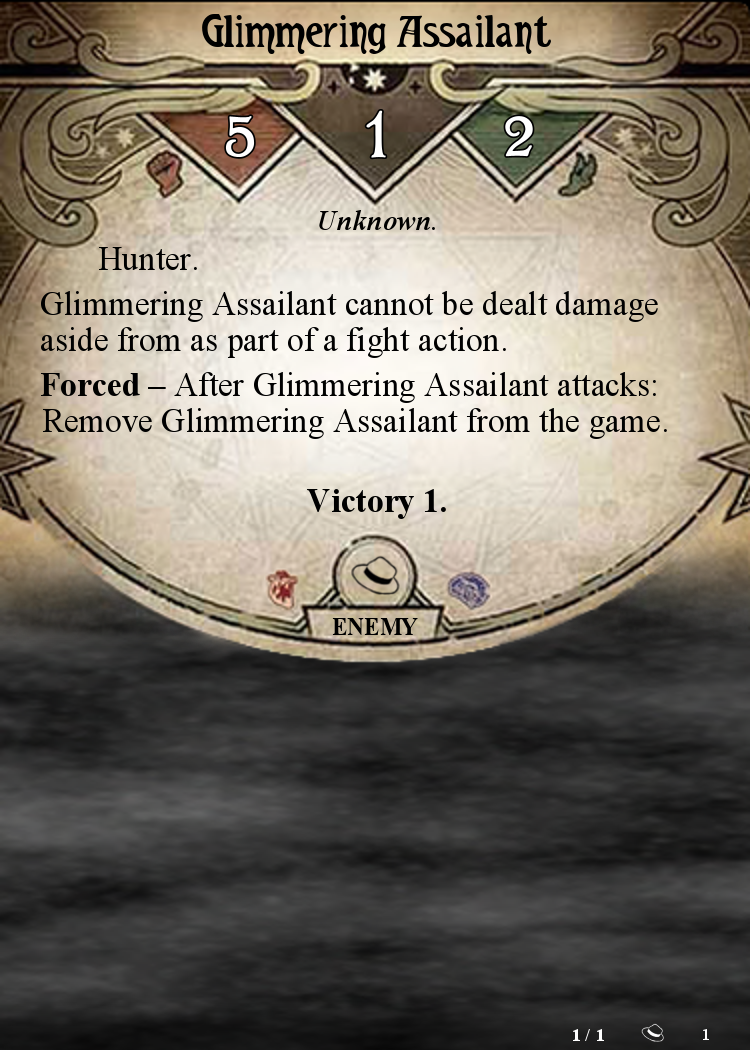 Glimmering Assailant
5 1 2
Unknown.
Hunter.
Glimmering Assailant cannot be dealt damage
aside from as part of a fight action.
Forced – After Glimmering Assailant attacks:
Remove Glimmering Assailant from the game.
Victory 1.
ENEMY
1 / 1 1